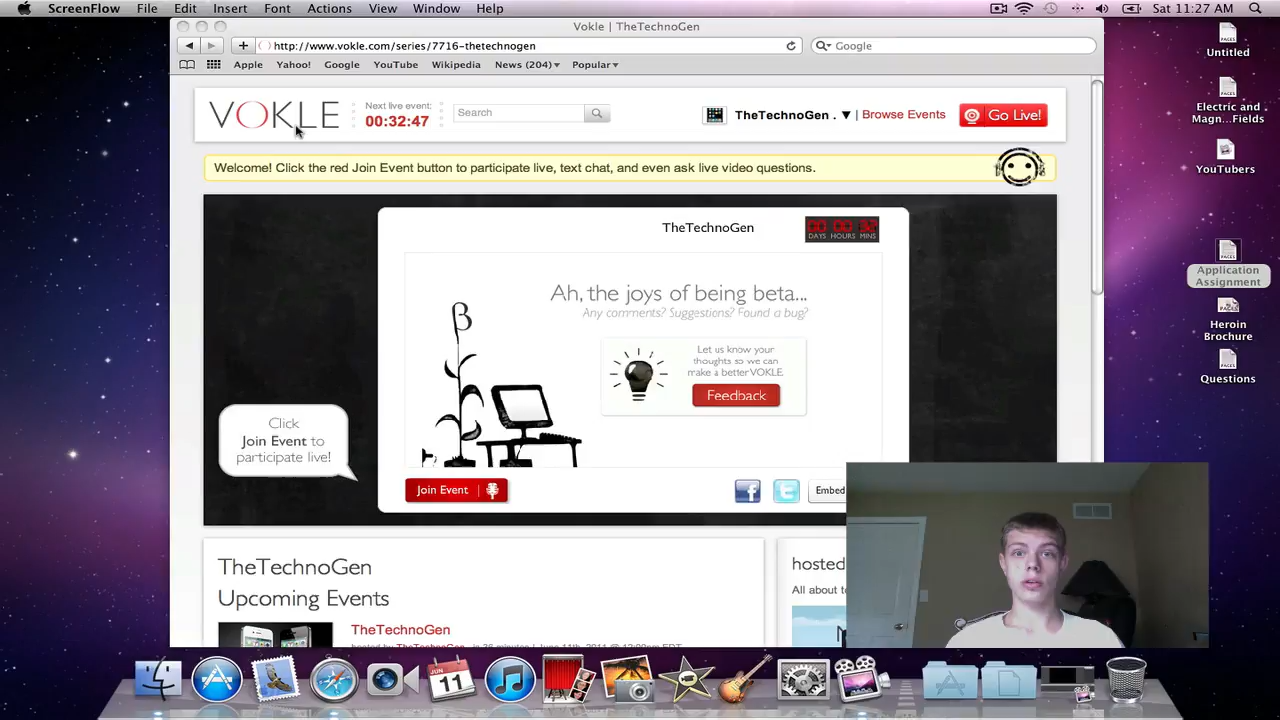 ScreenFlow File Edit Insert Font Actions View Window Help
Sat 11:27 AM
Vokle | TheTechnoGen
http://www.vokle.com/series/7716-thetechnogen
Google
Apple Yahoo! Google YouTube Wikipedia News (204) Popular
VOKLE
Next live event:
00:32:47
Search
TheTechnoGen . ▼ | Browse Events
Go Live!
Welcome! Click the red Join Event button to participate live, text chat, and even ask live video questions.
TheTechnoGen
DAYS HOURS MINS
Ah, the joys of being beta...
Any comments? Suggestions? Found a bug?
Let us know your
thoughts so we can
make a better VOKLE.
Feedback
Click
Join Event to
participate live!
Join Event
Embed
TheTechnoGen
Upcoming Events
TheTechnoGen
hosted
All about
Untitled
Electric and
Magn...Fields
YouTubers
Application
Assignment
Heroin
Brochure
Questions
JUN
11